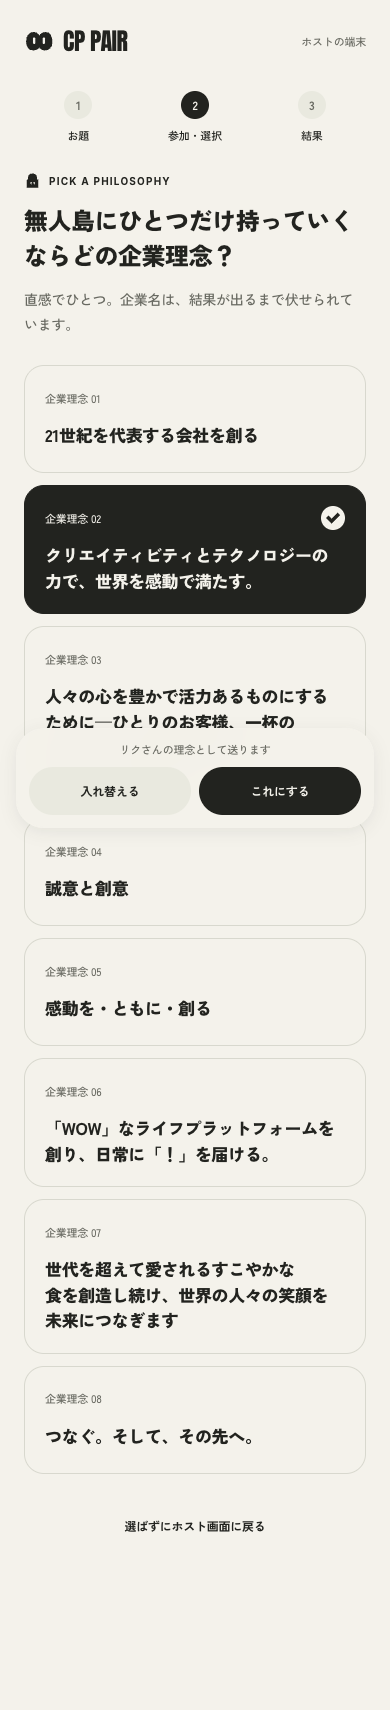 CP PAIR
ホストの端末
1
2
3
お題
参加・選択
結果
PICK A PHILOSOPHY
無人島にひとつだけ持っていく
ならどの企業理念？
直感でひとつ。企業名は、結果が出るまで伏せられて
います。
企業理念 01
21世紀を代表する会社を創る
企業理念 02
クリエイティビティとテクノロジーの
力で、世界を感動で満たす。
企業理念 03
人々の心を豊かで活力あるものにする
ために—ひとりのお客様、一杯の
リクさんの理念として送ります
入れ替える
これにする
企業理念 04
誠意と創意
企業理念 05
感動を・ともに・創る
企業理念 06
「WOW」なライフプラットフォームを
創り、日常に「！」を届ける。
企業理念 07
世代を超えて愛されるすこやかな
食を創造し続け、世界の人々の笑顔を
未来につなぎます
企業理念 08
つなぐ。そして、その先へ。
選ばずにホスト画面に戻る